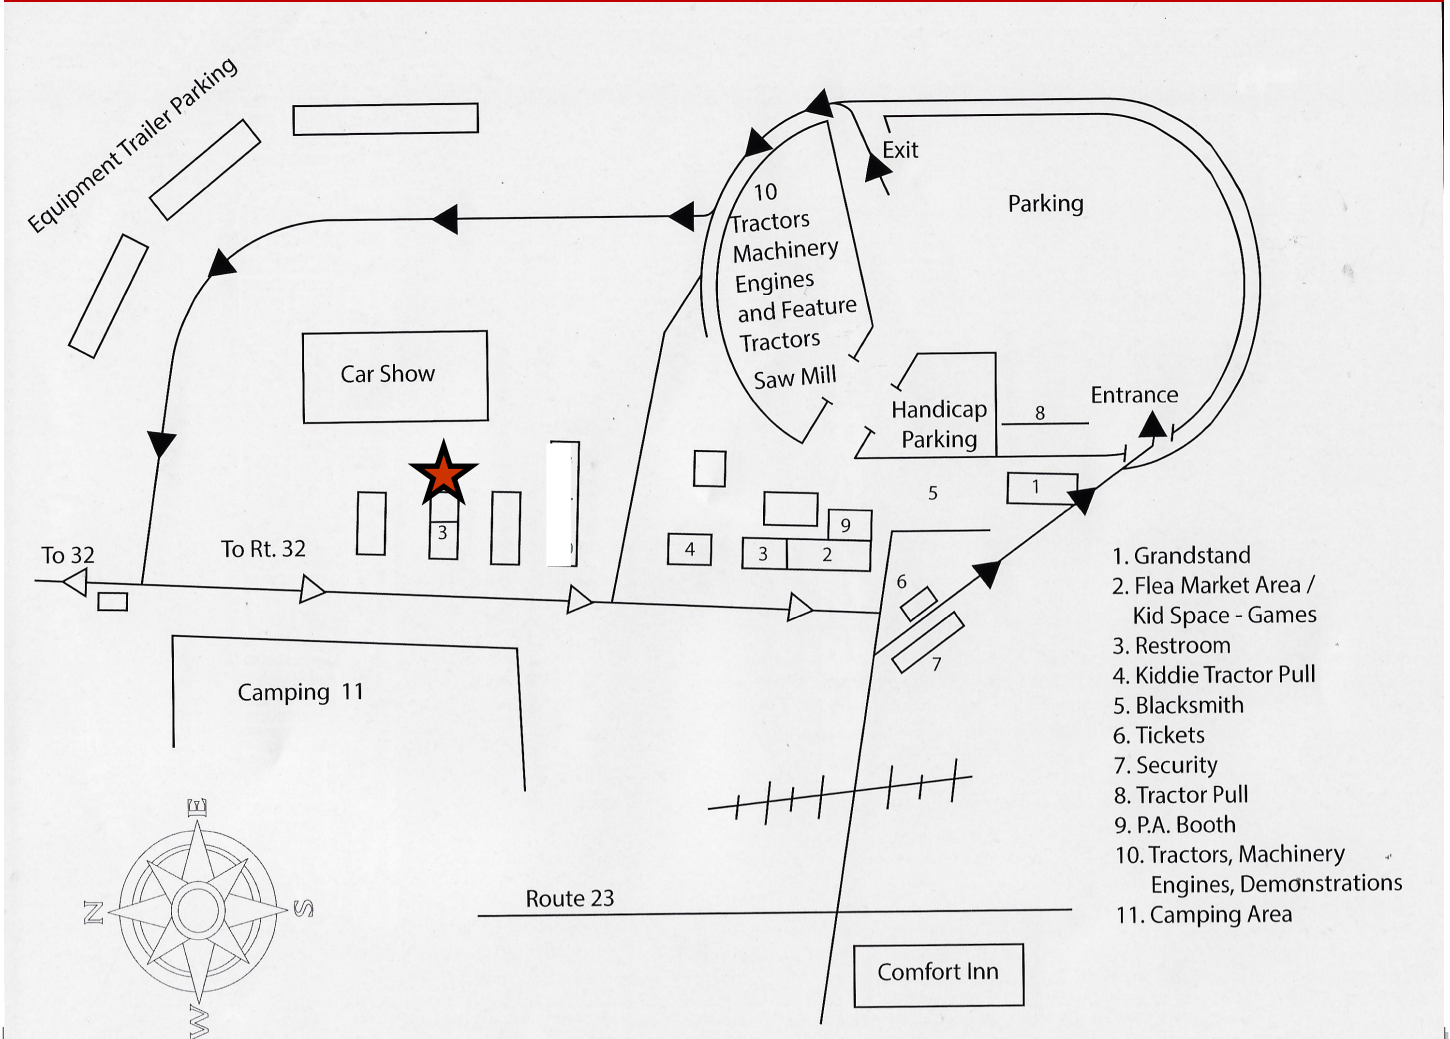 Equipment Trailer Parking
Exit
Parking
10
Tractors
Machinery
Engines
and Feature
Tractors
Saw Mill
Car Show
Entrance
Handicap
Parking
8
1
5
9
3
4
3
2
To 32
To Rt. 32
6
7
Camping 11
1. Grandstand
2. Flea Market Area /
Kid Space - Games
3. Restroom
4. Kiddie Tractor Pull
5. Blacksmith
6. Tickets
7. Security
8. Tractor Pull
9. P.A. Booth
10. Tractors, Machinery
Engines, Demonstrations
11. Camping Area
E
N
S
W
Route 23
Comfort Inn